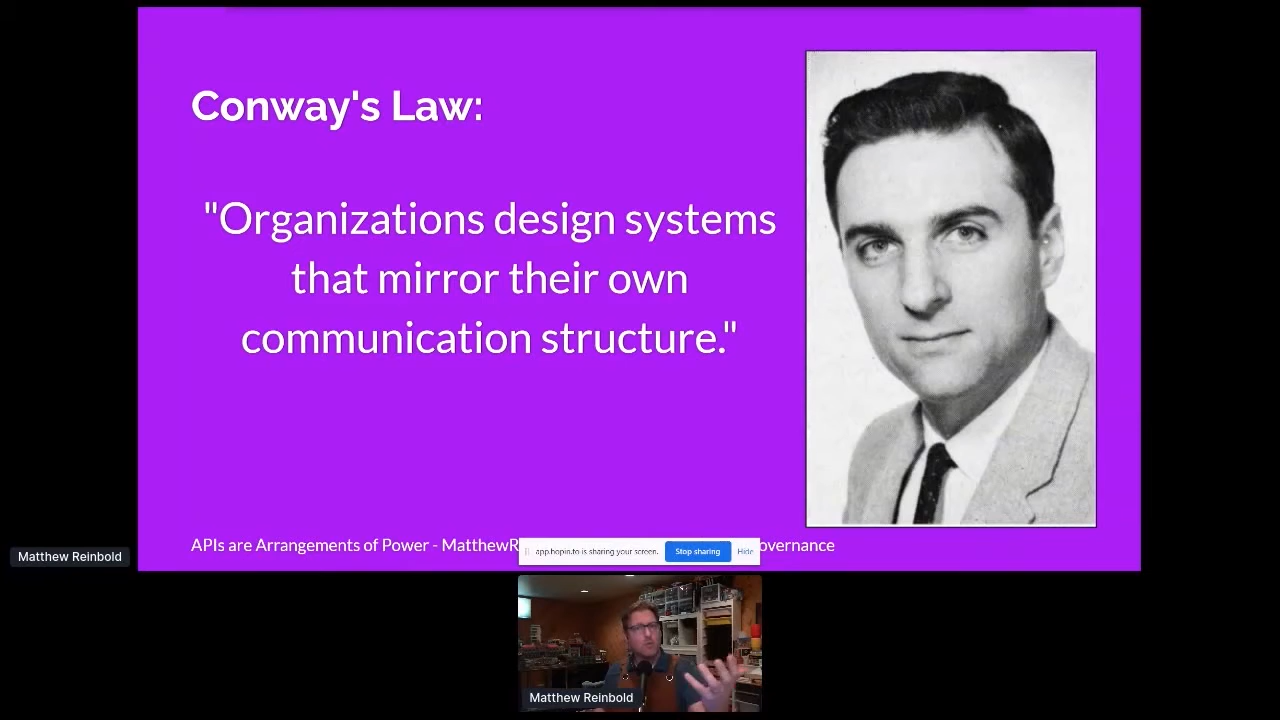 Conway's Law:
"Organizations design systems
that mirror their own
communication structure."
APIs are Arrangements of Power - MatthewR
overnance
app.hopin.to is sharing your screen.
Stop sharing
Hide
Matthew Reinbold
Matthew Reinbold